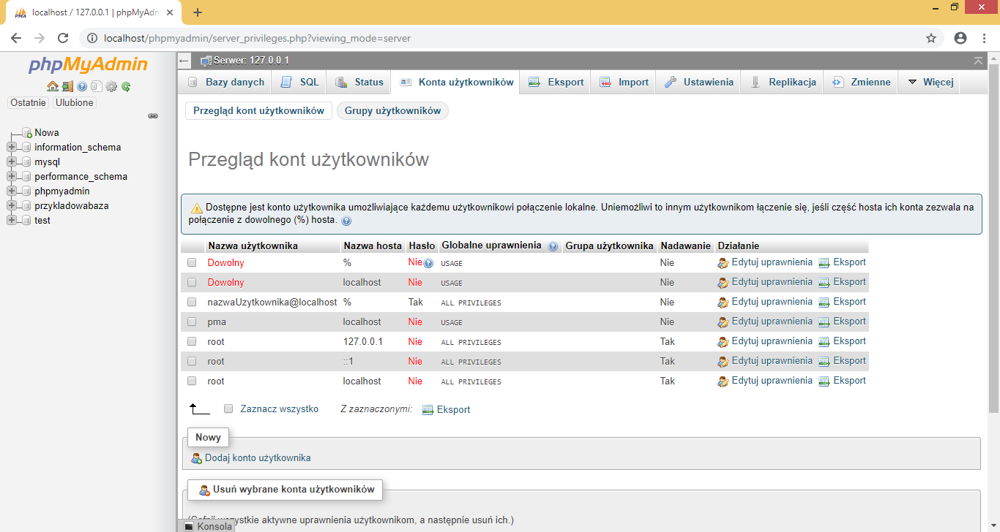 localhost / 127.0.0.1 | phpMyAdm
localhost/phpmyadmin/server_privileges.php?viewing_mode=server
phpMyAdmin
Ostatnie Ulubione
Nowa
information_schema
mysql
performance_schema
phpmyadmin
przykladowabaza
test
Serwer: 127.0.0.1
Bazy danych SQL Status Konta użytkowników Eksport Import Ustawienia Replikacja Zmienne Więcej
Przegląd kont użytkowników Grupy użytkowników
Przegląd kont użytkowników
Dostępne jest konto użytkownika umożliwiające każdemu użytkownikowi połączenie lokalne. Uniemożliwi to innym użytkownikom łączenie się, jeśli część hosta ich konta zezwala na
połączenie z dowolnego (%) hosta.
Nazwa użytkownika Nazwa hosta Hasło Globalne uprawnienia Grupa użytkownika Nadawanie Działanie
Dowolny % Nie USAGE Nie Edytuj uprawnienia Eksport
Dowolny localhost Nie USAGE Nie Edytuj uprawnienia Eksport
nazwaUzytkownika@localhost % Tak ALL PRIVILEGES Nie Edytuj uprawnienia Eksport
pma localhost Nie USAGE Nie Edytuj uprawnienia Eksport
root 127.0.0.1 Nie ALL PRIVILEGES Tak Edytuj uprawnienia Eksport
root ::1 Nie ALL PRIVILEGES Tak Edytuj uprawnienia Eksport
root localhost Nie ALL PRIVILEGES Tak Edytuj uprawnienia Eksport
Zaznacz wszystko Z zaznaczonymi: Eksport
Nowy
Dodaj konto użytkownika
Usuń wybrane konta użytkowników
(Cofnij wszystkie aktywne uprawnienia użytkownikom, a następnie usuń ich.)
Konsola